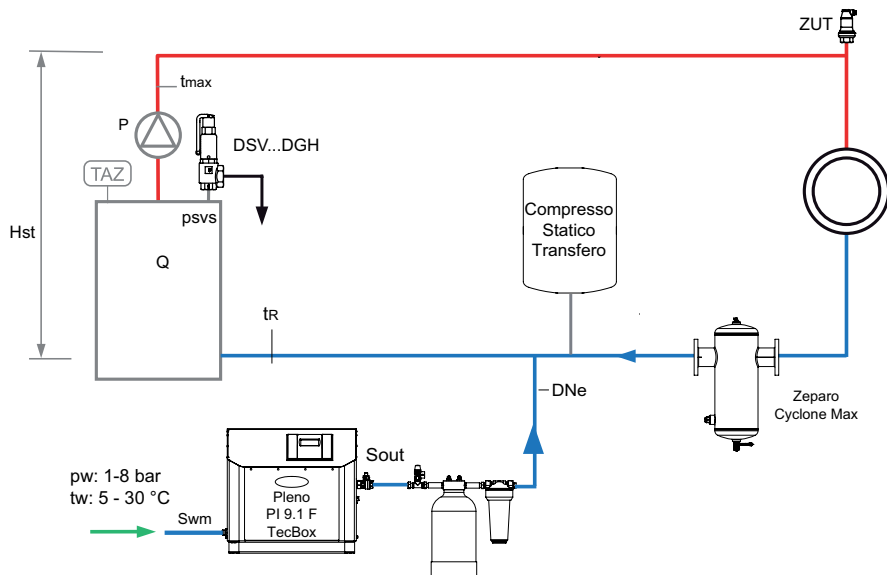 ZUT
tmax
P
DSV...DGH
TAZ
psvs
Compresso
Statico
Transfero
Hst
Q
tR
DNe
Zeparo
Cyclone Max
Sout
pw: 1-8 bar
tw: 5 - 30 °C
Pleno
PI 9.1 F
TecBox
Swm